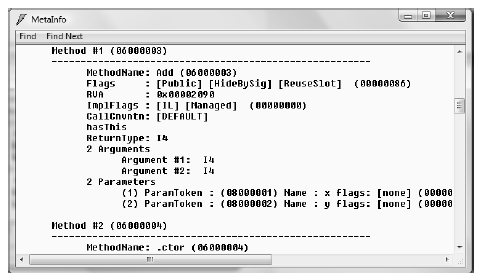 MetaInfo
Find Find Next
Method #1 (06000003)
-------------------------------------------------------
MethodName: Add (06000003)
Flags     : [Public] [HideBySig] [ReuseSlot]  (00000086)
RVA       : 0x00002090
ImplFlags : [IL] [Managed]  (00000000)
CallCnvntn: [DEFAULT]
hasThis
ReturnType: I4
2 Arguments
Argument #1:  I4
Argument #2:  I4
2 Parameters
(1) ParamToken : (08000001) Name : x flags: [none] (00000
(2) ParamToken : (08000002) Name : y flags: [none] (00000
Method #2 (06000004)
-------------------------------------------------------
MethodName: .ctor (06000004)